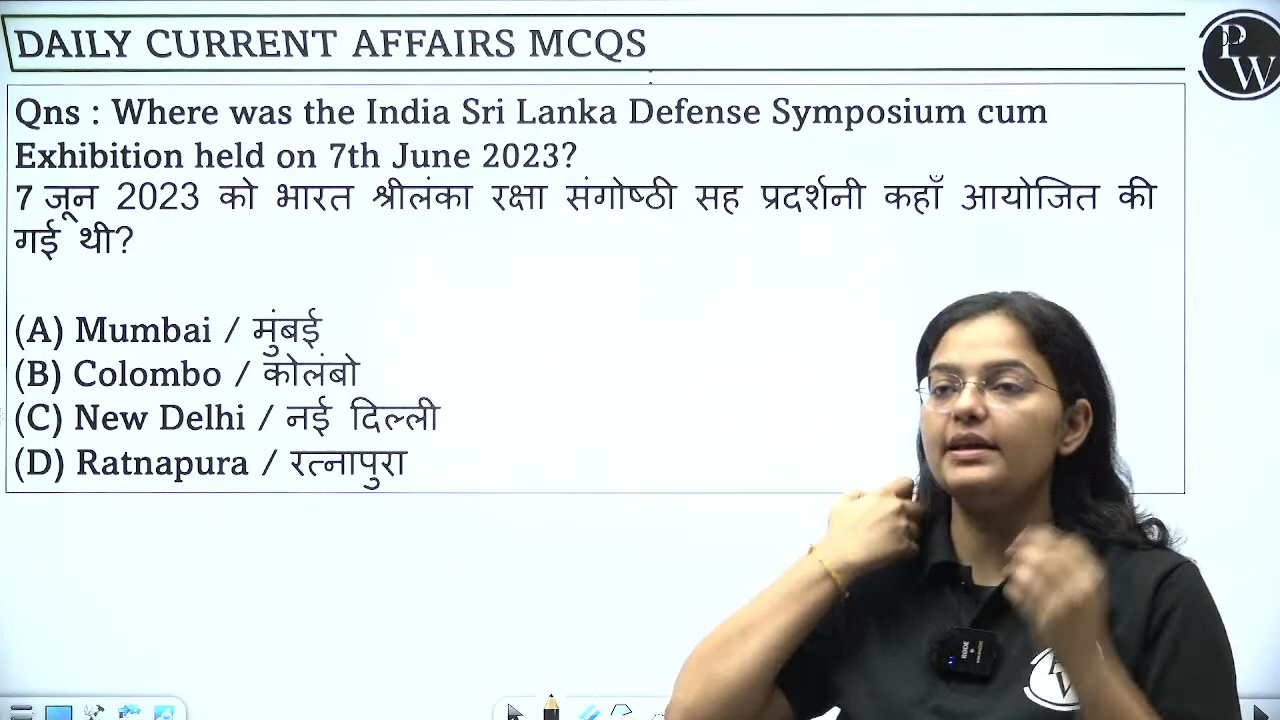 DAILY CURRENT AFFAIRS MCQS
PW
Qns : Where was the India Sri Lanka Defense Symposium cum
Exhibition held on 7th June 2023?
7 जून 2023 को भारत श्रीलंका रक्षा संगोष्ठी सह प्रदर्शनी कहाँ आयोजित की
गई थी?
(A) Mumbai / मुंबई
(B) Colombo / कोलंबो
(C) New Delhi / नई दिल्ली
(D) Ratnapura / रत्नापुरा
RODE